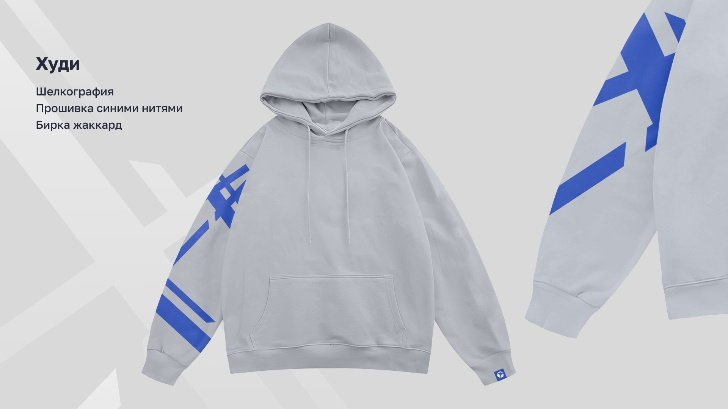 Худи
Шелкография
Прошивка синими нитями
Бирка жаккард